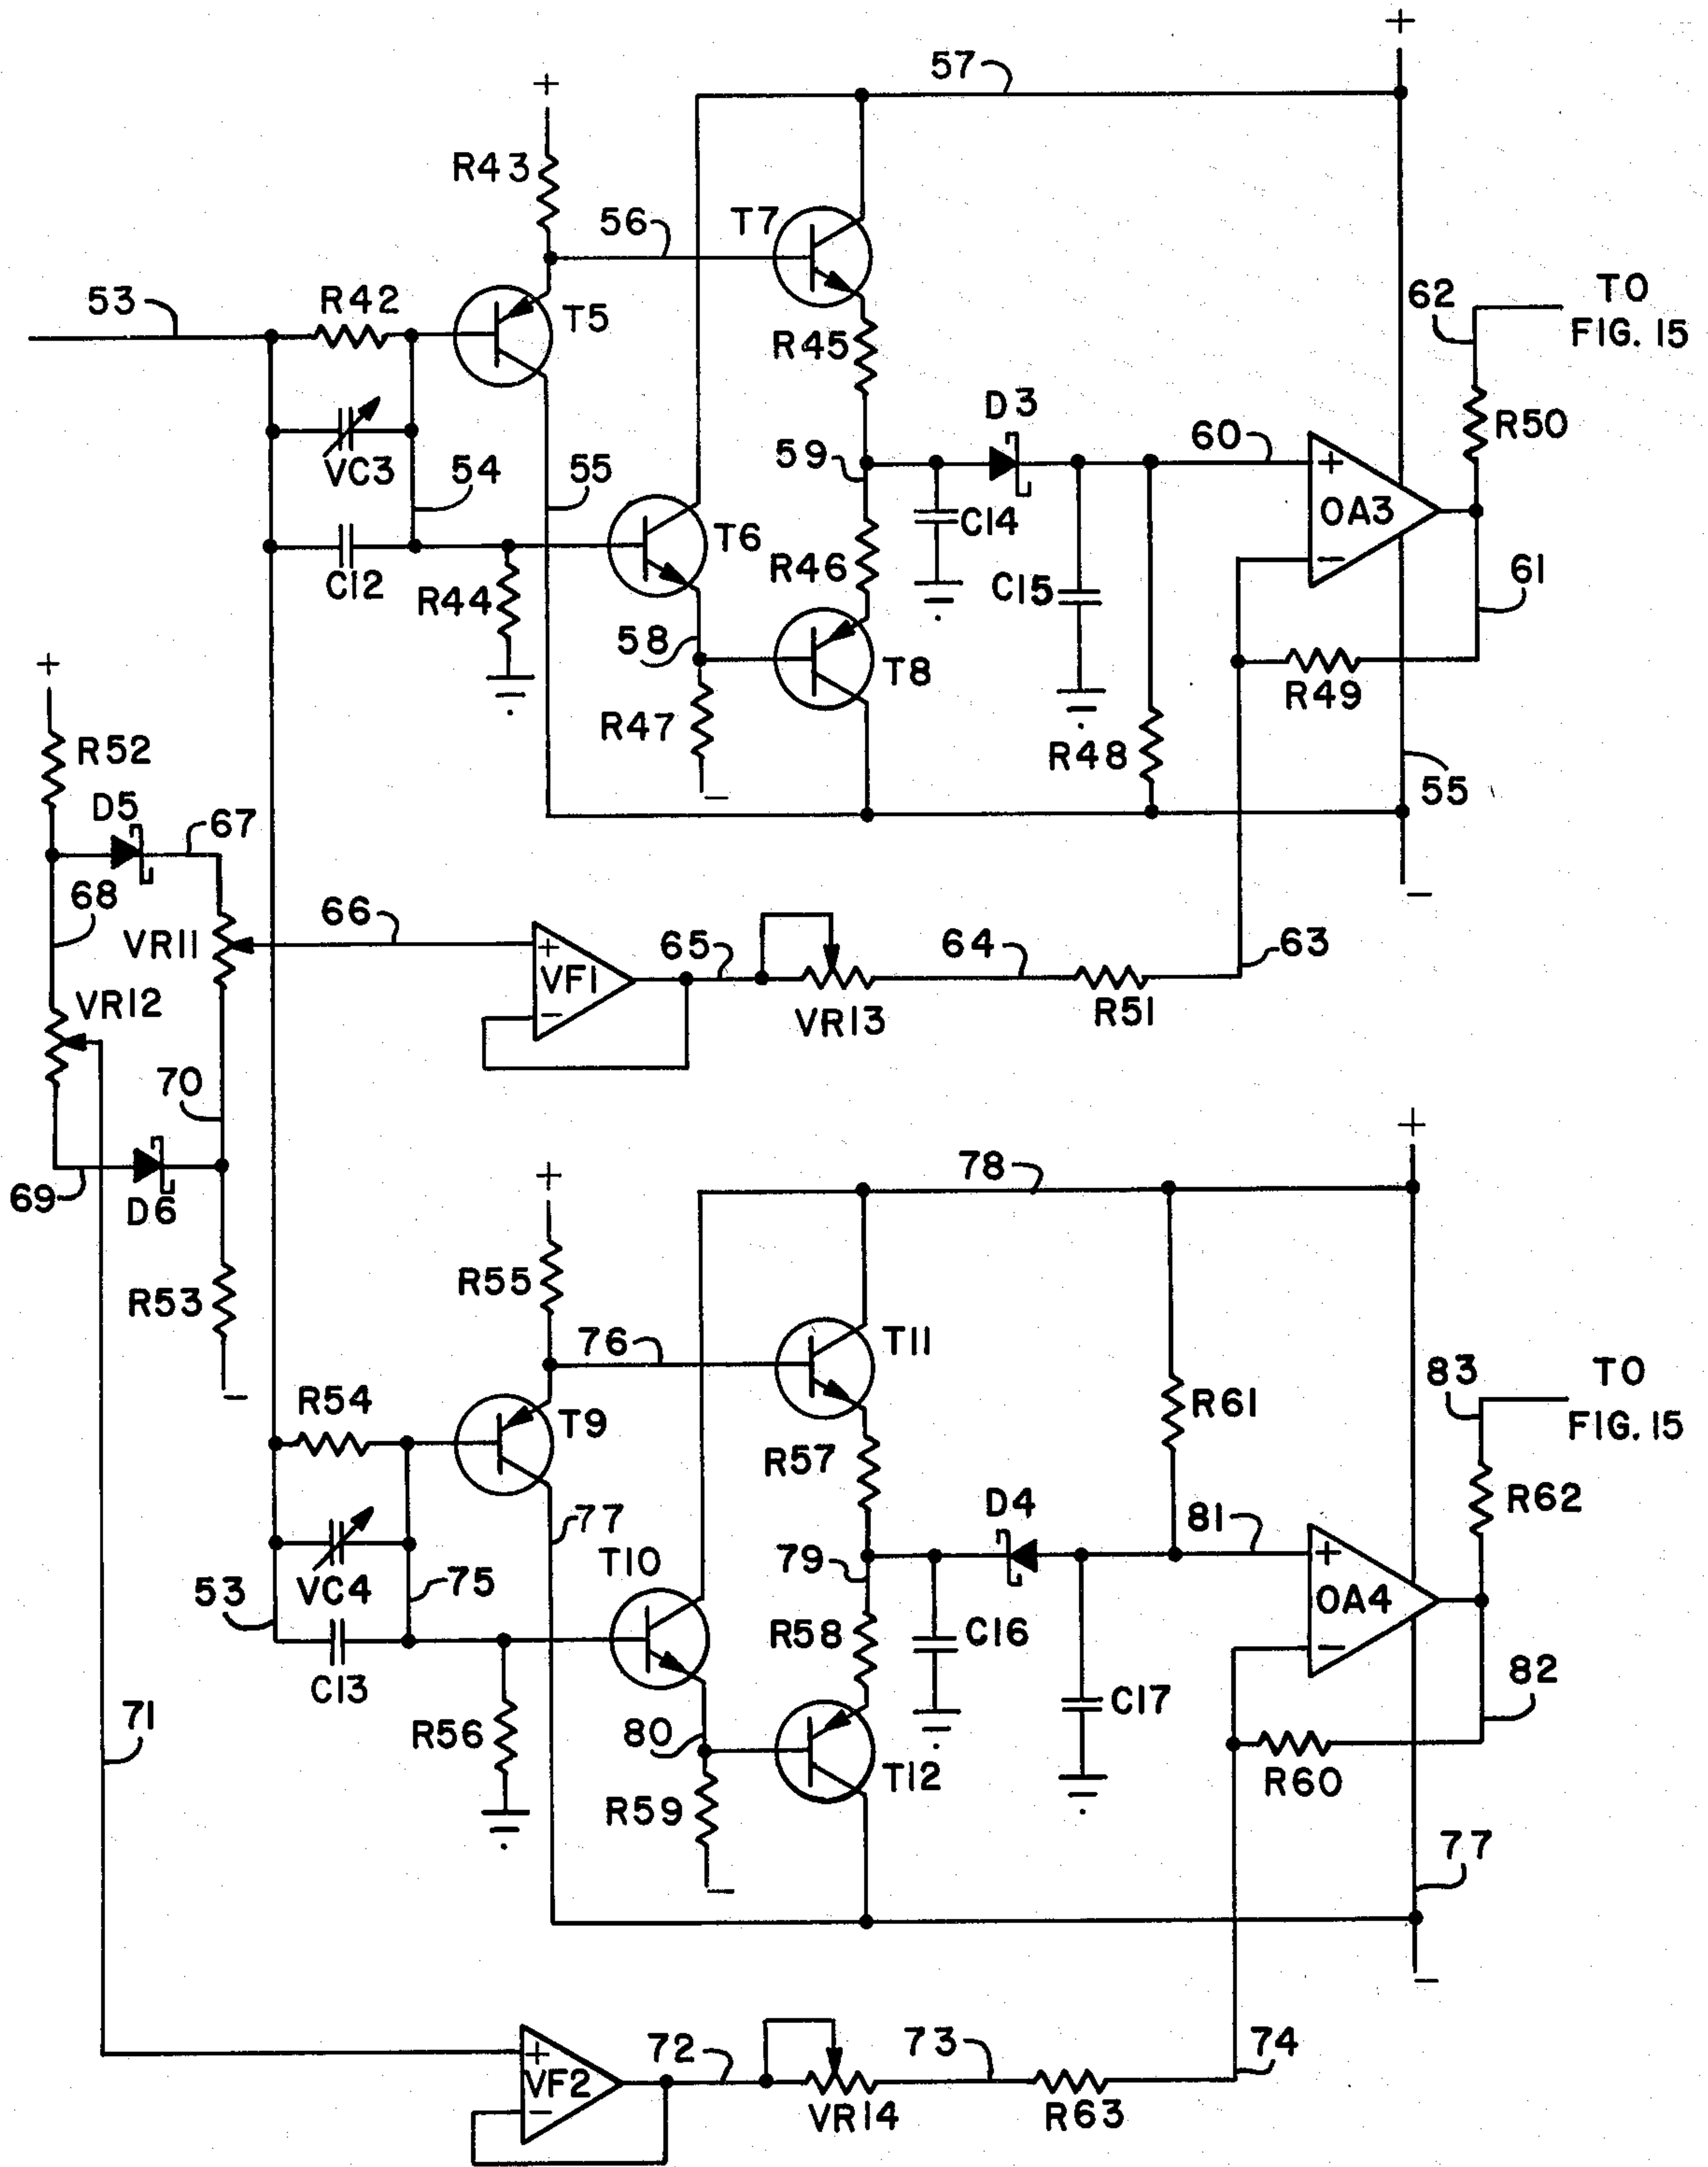 +
57
+
R43
56
T7
53
R42
T5
62
TO
FIG. 15
R45
D3
R50
VC3
54
55
59
60
+
OA3
T6
C14
C12
R44
R46
C15
−
61
58
T8
+
R47
R49
R48
R52
−
55
D5
67
−
68
66
65
64
63
VR11
+
VF1
−
VR12
VR13
R51
70
+
78
69
D6
+
R55
R53
76
T11
83
TO
FIG. 15
−
R54
T9
R61
R57
D4
R62
77
81
T10
79
+
VC4
75
53
OA4
R58
C16
−
C13
C17
82
71
R56
80
T12
R60
R59
77
−
−
72
73
74
+
VF2
−
VR14
R63